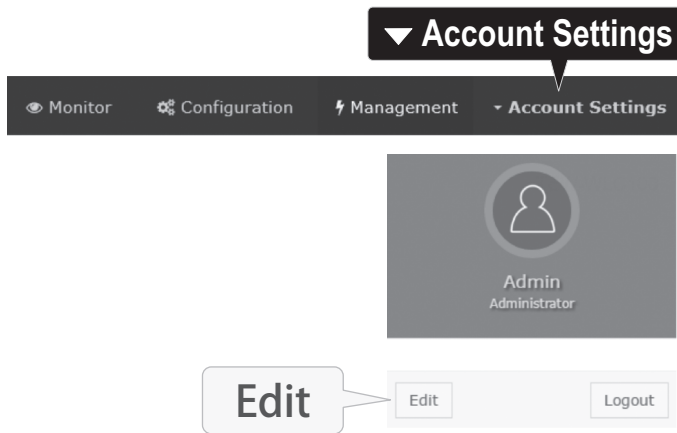 Account Settings
Monitor Configuration Management Account Settings
Admin
Administrator
Edit Edit Logout